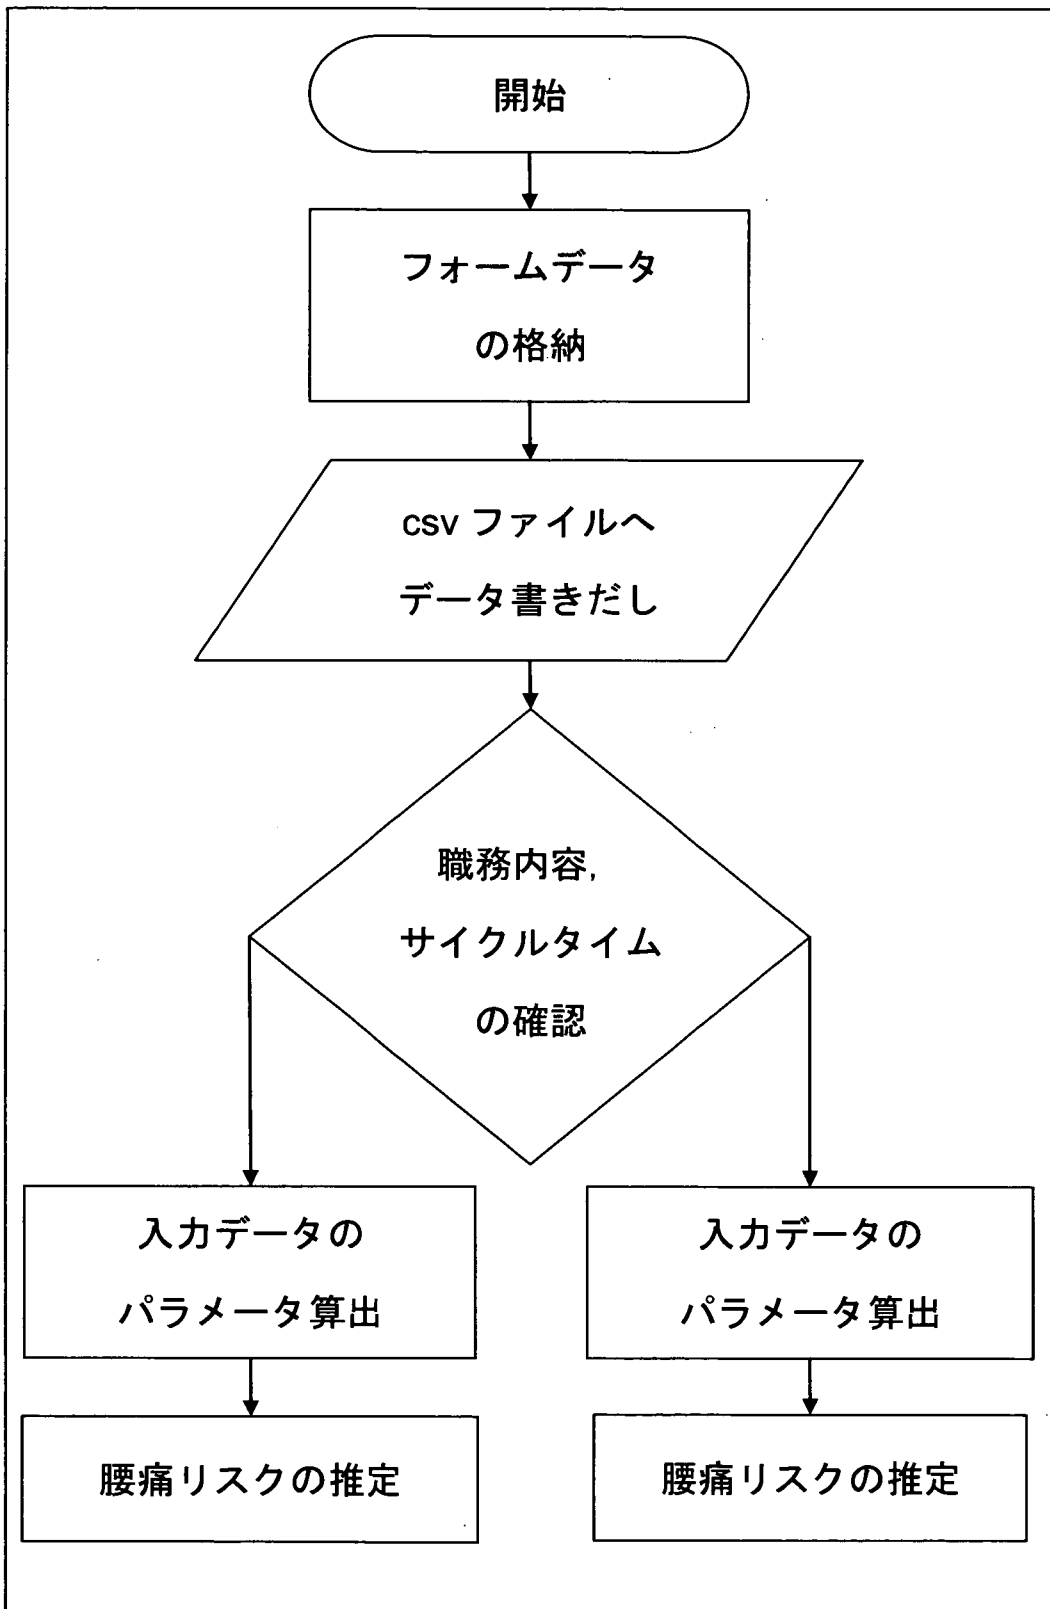 開始
フォームデータ
の格納
csv ファイルへ
データ書きだし
職務内容,
サイクルタイム
の確認
入力データの
パラメータ算出
入力データの
パラメータ算出
腰痛リスクの推定
腰痛リスクの推定